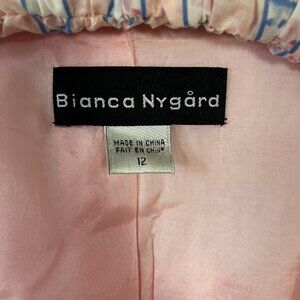 Bianca Nygård
MADE IN CHINA
FAIT EN CHINE
12